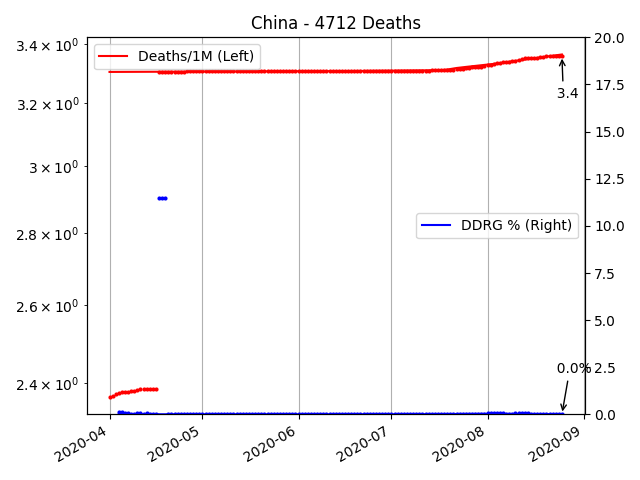 China - 4712 Deaths
Deaths/1M (Left)
DDRG % (Right)
3.4 × 10⁰
3.2 × 10⁰
3 × 10⁰
2.8 × 10⁰
2.6 × 10⁰
2.4 × 10⁰
20.0
17.5
15.0
12.5
10.0
7.5
5.0
2.5
0.0
3.4
0.0%
2020-04
2020-05
2020-06
2020-07
2020-08
2020-09